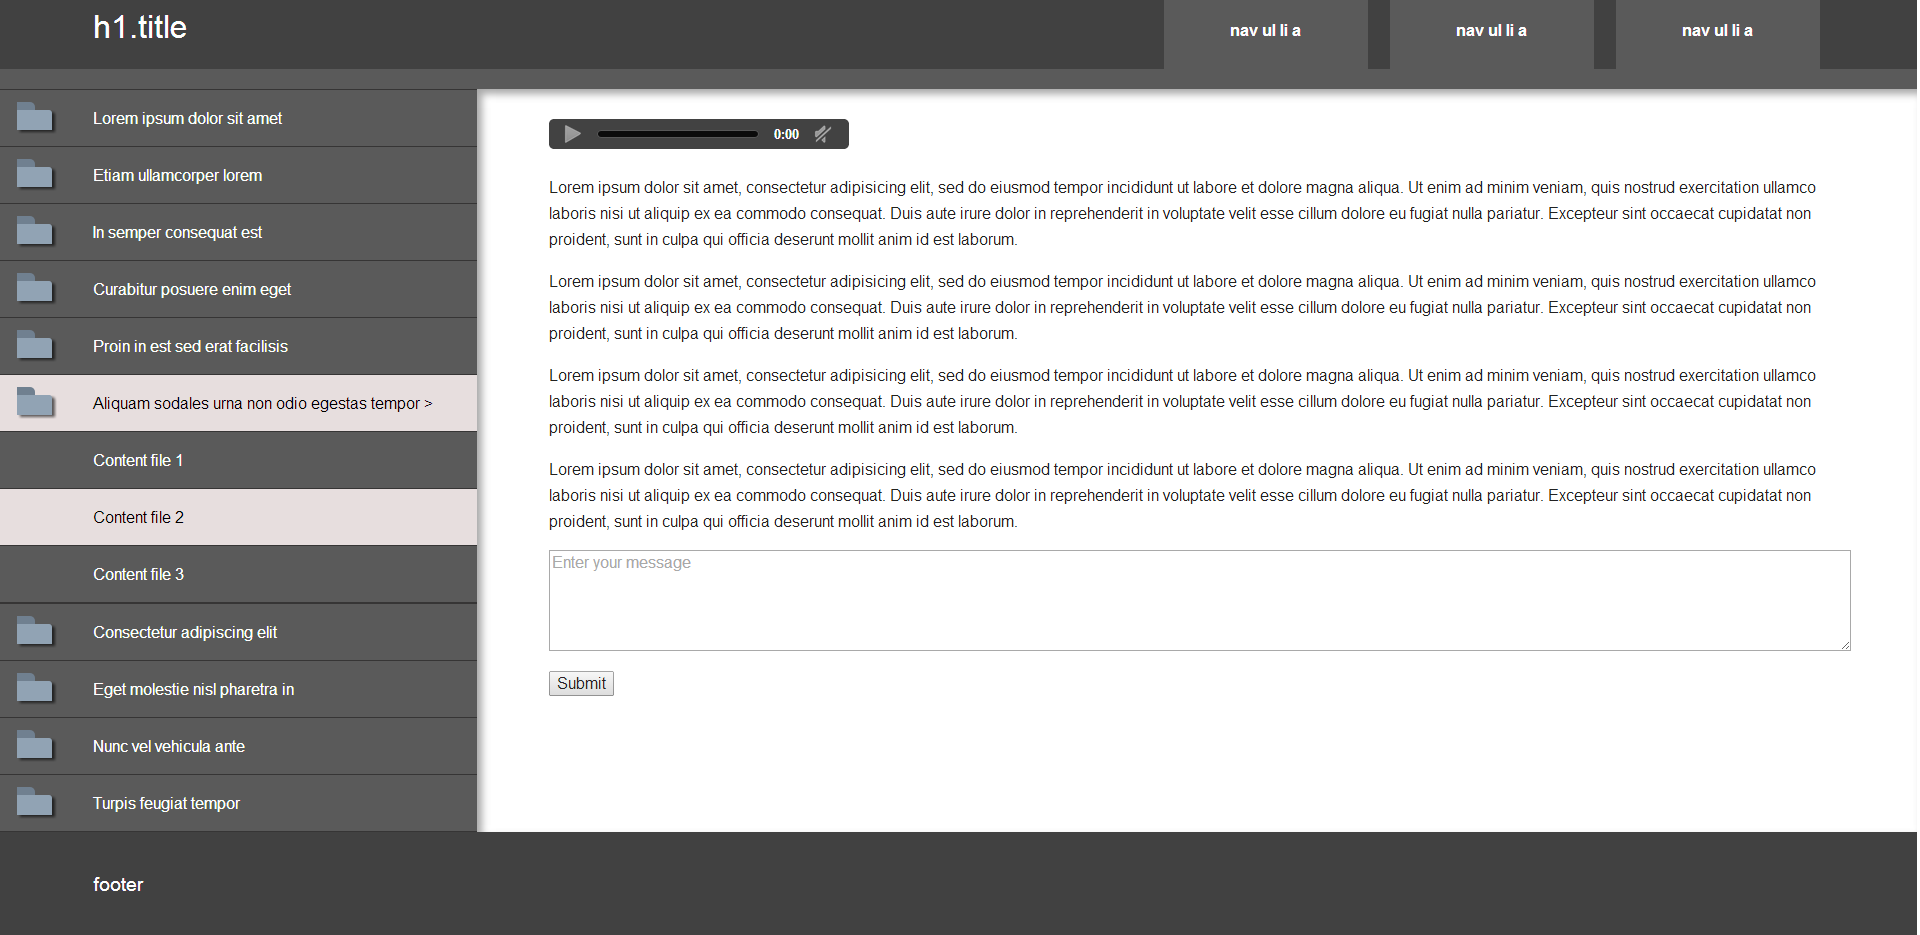 h1.title
nav ul li a
nav ul li a
nav ul li a
Lorem ipsum dolor sit amet
Etiam ullamcorper lorem
In semper consequat est
Curabitur posuere enim eget
Proin in est sed erat facilisis
Aliquam sodales urna non odio egestas tempor >
Content file 1
Content file 2
Content file 3
Consectetur adipiscing elit
Eget molestie nisl pharetra in
Nunc vel vehicula ante
Turpis feugiat tempor
0:00
Lorem ipsum dolor sit amet, consectetur adipisicing elit, sed do eiusmod tempor incididunt ut labore et dolore magna aliqua. Ut enim ad minim veniam, quis nostrud exercitation ullamco
laboris nisi ut aliquip ex ea commodo consequat. Duis aute irure dolor in reprehenderit in voluptate velit esse cillum dolore eu fugiat nulla pariatur. Excepteur sint occaecat cupidatat non
proident, sunt in culpa qui officia deserunt mollit anim id est laborum.
Lorem ipsum dolor sit amet, consectetur adipisicing elit, sed do eiusmod tempor incididunt ut labore et dolore magna aliqua. Ut enim ad minim veniam, quis nostrud exercitation ullamco
laboris nisi ut aliquip ex ea commodo consequat. Duis aute irure dolor in reprehenderit in voluptate velit esse cillum dolore eu fugiat nulla pariatur. Excepteur sint occaecat cupidatat non
proident, sunt in culpa qui officia deserunt mollit anim id est laborum.
Lorem ipsum dolor sit amet, consectetur adipisicing elit, sed do eiusmod tempor incididunt ut labore et dolore magna aliqua. Ut enim ad minim veniam, quis nostrud exercitation ullamco
laboris nisi ut aliquip ex ea commodo consequat. Duis aute irure dolor in reprehenderit in voluptate velit esse cillum dolore eu fugiat nulla pariatur. Excepteur sint occaecat cupidatat non
proident, sunt in culpa qui officia deserunt mollit anim id est laborum.
Lorem ipsum dolor sit amet, consectetur adipisicing elit, sed do eiusmod tempor incididunt ut labore et dolore magna aliqua. Ut enim ad minim veniam, quis nostrud exercitation ullamco
laboris nisi ut aliquip ex ea commodo consequat. Duis aute irure dolor in reprehenderit in voluptate velit esse cillum dolore eu fugiat nulla pariatur. Excepteur sint occaecat cupidatat non
proident, sunt in culpa qui officia deserunt mollit anim id est laborum.
Enter your message
Submit
footer